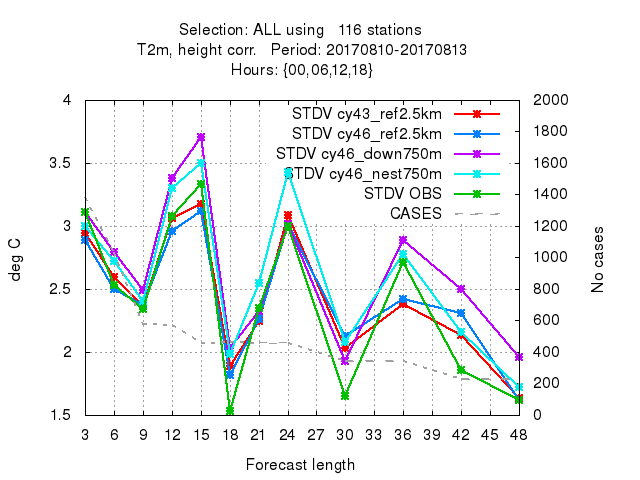 Selection: ALL using   116 stations
T2m, height corr.   Period: 20170810-20170813
Hours: {00,06,12,18}
STDV cy43_ref2.5km
STDV cy46_ref2.5km
STDV cy46_down750m
STDV cy46_nest750m
STDV OBS
CASES
4
3.5
3
2.5
2
1.5
deg C
2000
1800
1600
1400
1200
1000
800
600
400
200
0
No cases
3 6 9 12 15 18 21 24 27 30 33 36 39 42 45 48
Forecast length